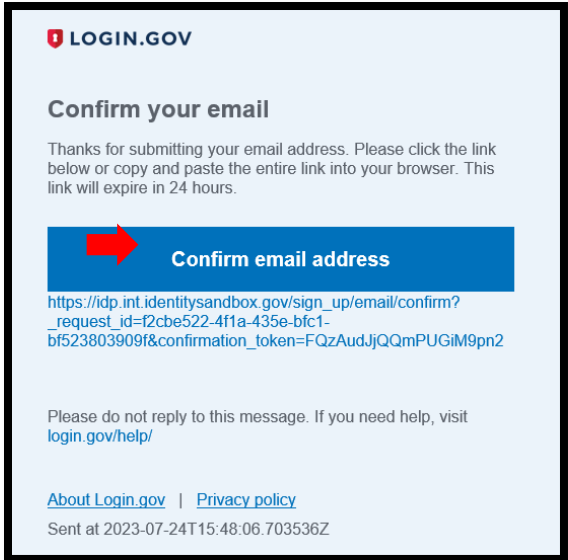 LOGIN.GOV
Confirm your email
Thanks for submitting your email address. Please click the link
below or copy and paste the entire link into your browser. This
link will expire in 24 hours.
Confirm email address
https://idp.int.identitysandbox.gov/sign_up/email/confirm?
_request_id=f2cbe522-4f1a-435e-bfc1-
bf523803909f&confirmation_token=FQzAudJjQQmPUGiM9pn2
Please do not reply to this message. If you need help, visit
login.gov/help/
About Login.gov | Privacy policy
Sent at 2023-07-24T15:48:06.703536Z